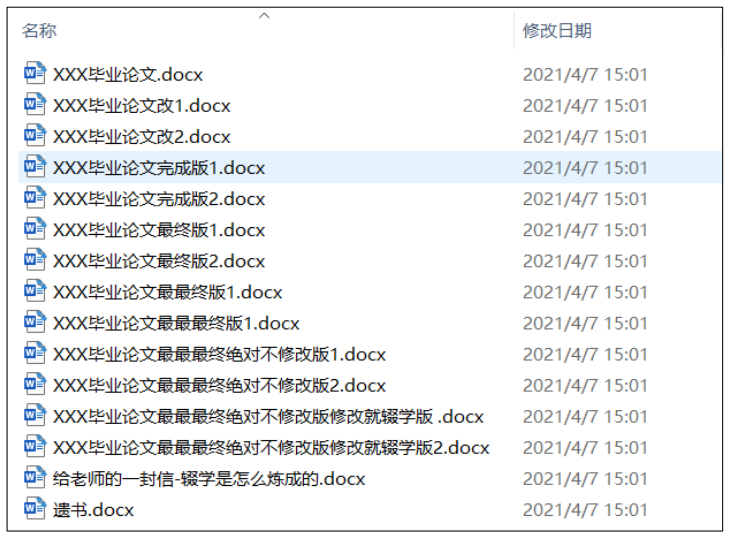 名称 修改日期
XXX毕业论文.docx 2021/4/7 15:01
XXX毕业论文改1.docx 2021/4/7 15:01
XXX毕业论文改2.docx 2021/4/7 15:01
XXX毕业论文完成版1.docx 2021/4/7 15:01
XXX毕业论文完成版2.docx 2021/4/7 15:01
XXX毕业论文最终版1.docx 2021/4/7 15:01
XXX毕业论文最终版2.docx 2021/4/7 15:01
XXX毕业论文最最终版1.docx 2021/4/7 15:01
XXX毕业论文最最最终版1.docx 2021/4/7 15:01
XXX毕业论文最最最终绝对不修改版1.docx 2021/4/7 15:01
XXX毕业论文最最最终绝对不修改版2.docx 2021/4/7 15:01
XXX毕业论文最最最终绝对不修改版修改就辍学版 .docx 2021/4/7 15:01
XXX毕业论文最最最终绝对不修改版修改就辍学版2.docx 2021/4/7 15:01
给老师的一封信-辍学是怎么炼成的.docx 2021/4/7 15:01
遗书.docx 2021/4/7 15:01